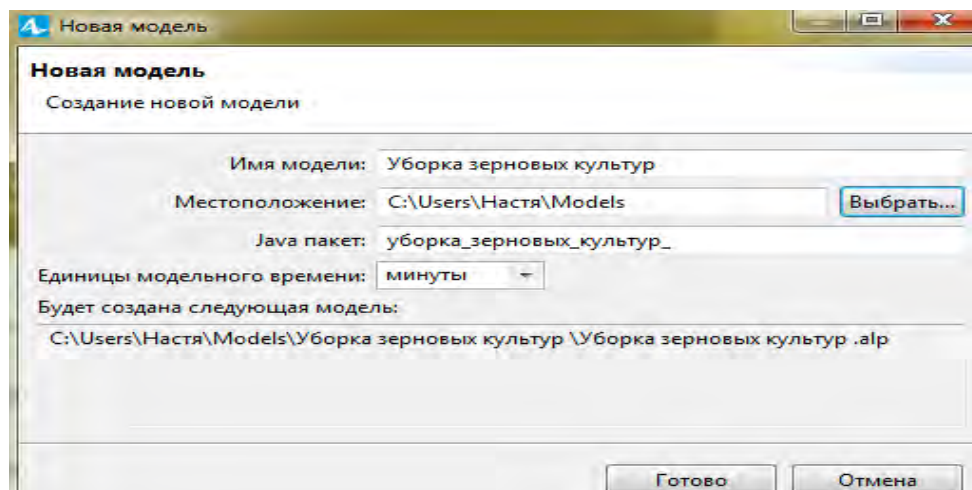 Новая модель
Новая модель
Создание новой модели
Имя модели: Уборка зерновых культур
Местоположение: C:\Users\Настя\Models Выбрать...
Java пакет: уборка_зерновых_культур_
Единицы модельного времени: минуты
Будет создана следующая модель:
C:\Users\Настя\Models\Уборка зерновых культур \Уборка зерновых культур .alp
Готово Отмена